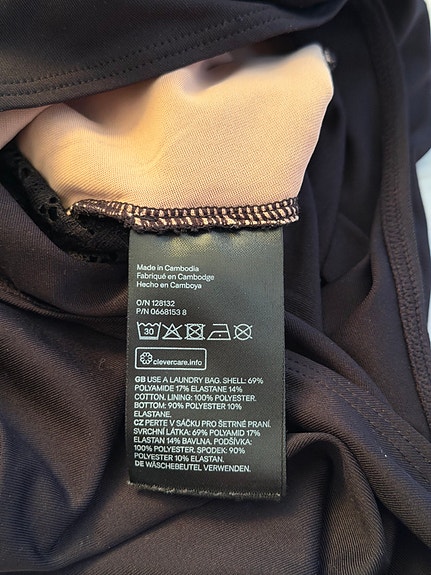 Made in Cambodia
Fabriqué en Cambodge
Hecho en Camboya
O/N 128132
P/N 0668153 8
30
clevercare.info
GB USE A LAUNDRY BAG. SHELL: 69%
POLYAMIDE 17% ELASTANE 14%
COTTON. LINING: 100% POLYESTER.
BOTTOM: 90% POLYESTER 10%
ELASTANE.
CZ PERTE V SÁČKU PRO ŠETRNÉ PRANÍ.
SVRCHNÍ LÁTKA: 69% POLYAMID 17%
ELASTAN 14% BAVLNA. PODŠÍVKA:
100% POLYESTER. SPODEK: 90%
POLYESTER 10% ELASTAN.
DE WÄSCHEBEUTEL VERWENDEN.